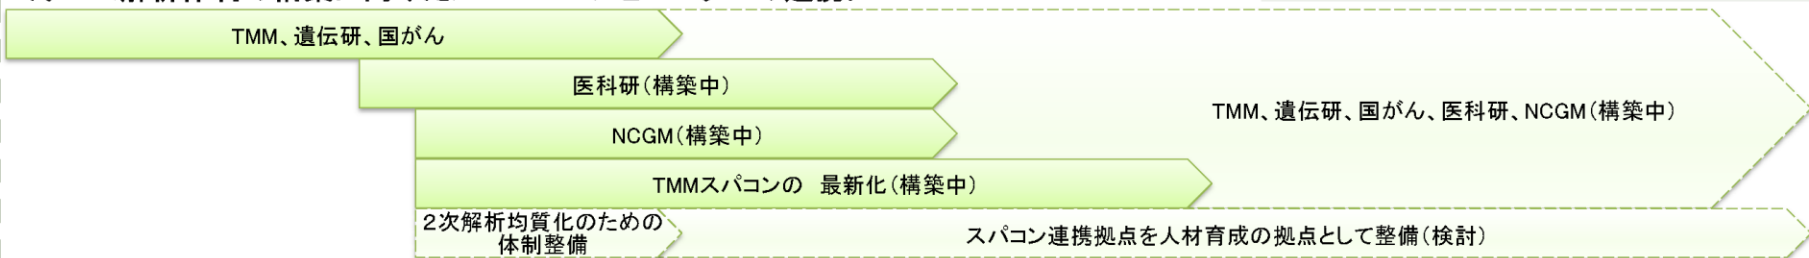 TMM、遺伝研、国がん
医科研（構築中）
TMM、遺伝研、国がん、医科研、NCGM（構築中）
NCGM（構築中）
TMMスパコンの　最新化（構築中）
２次解析均質化のための
体制整備
スパコン連携拠点を人材育成の拠点として整備（検討）